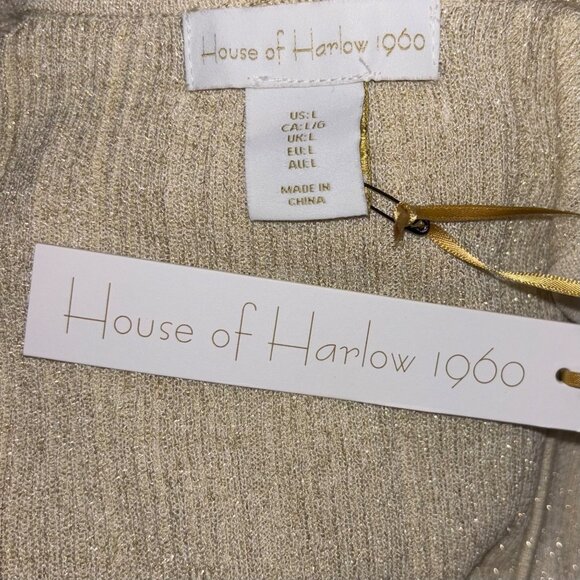 House of Harlow 1960
US: L
CA: L/G
UK: L
EU: L
AU: L
MADE IN
CHINA
House of Harlow 1960